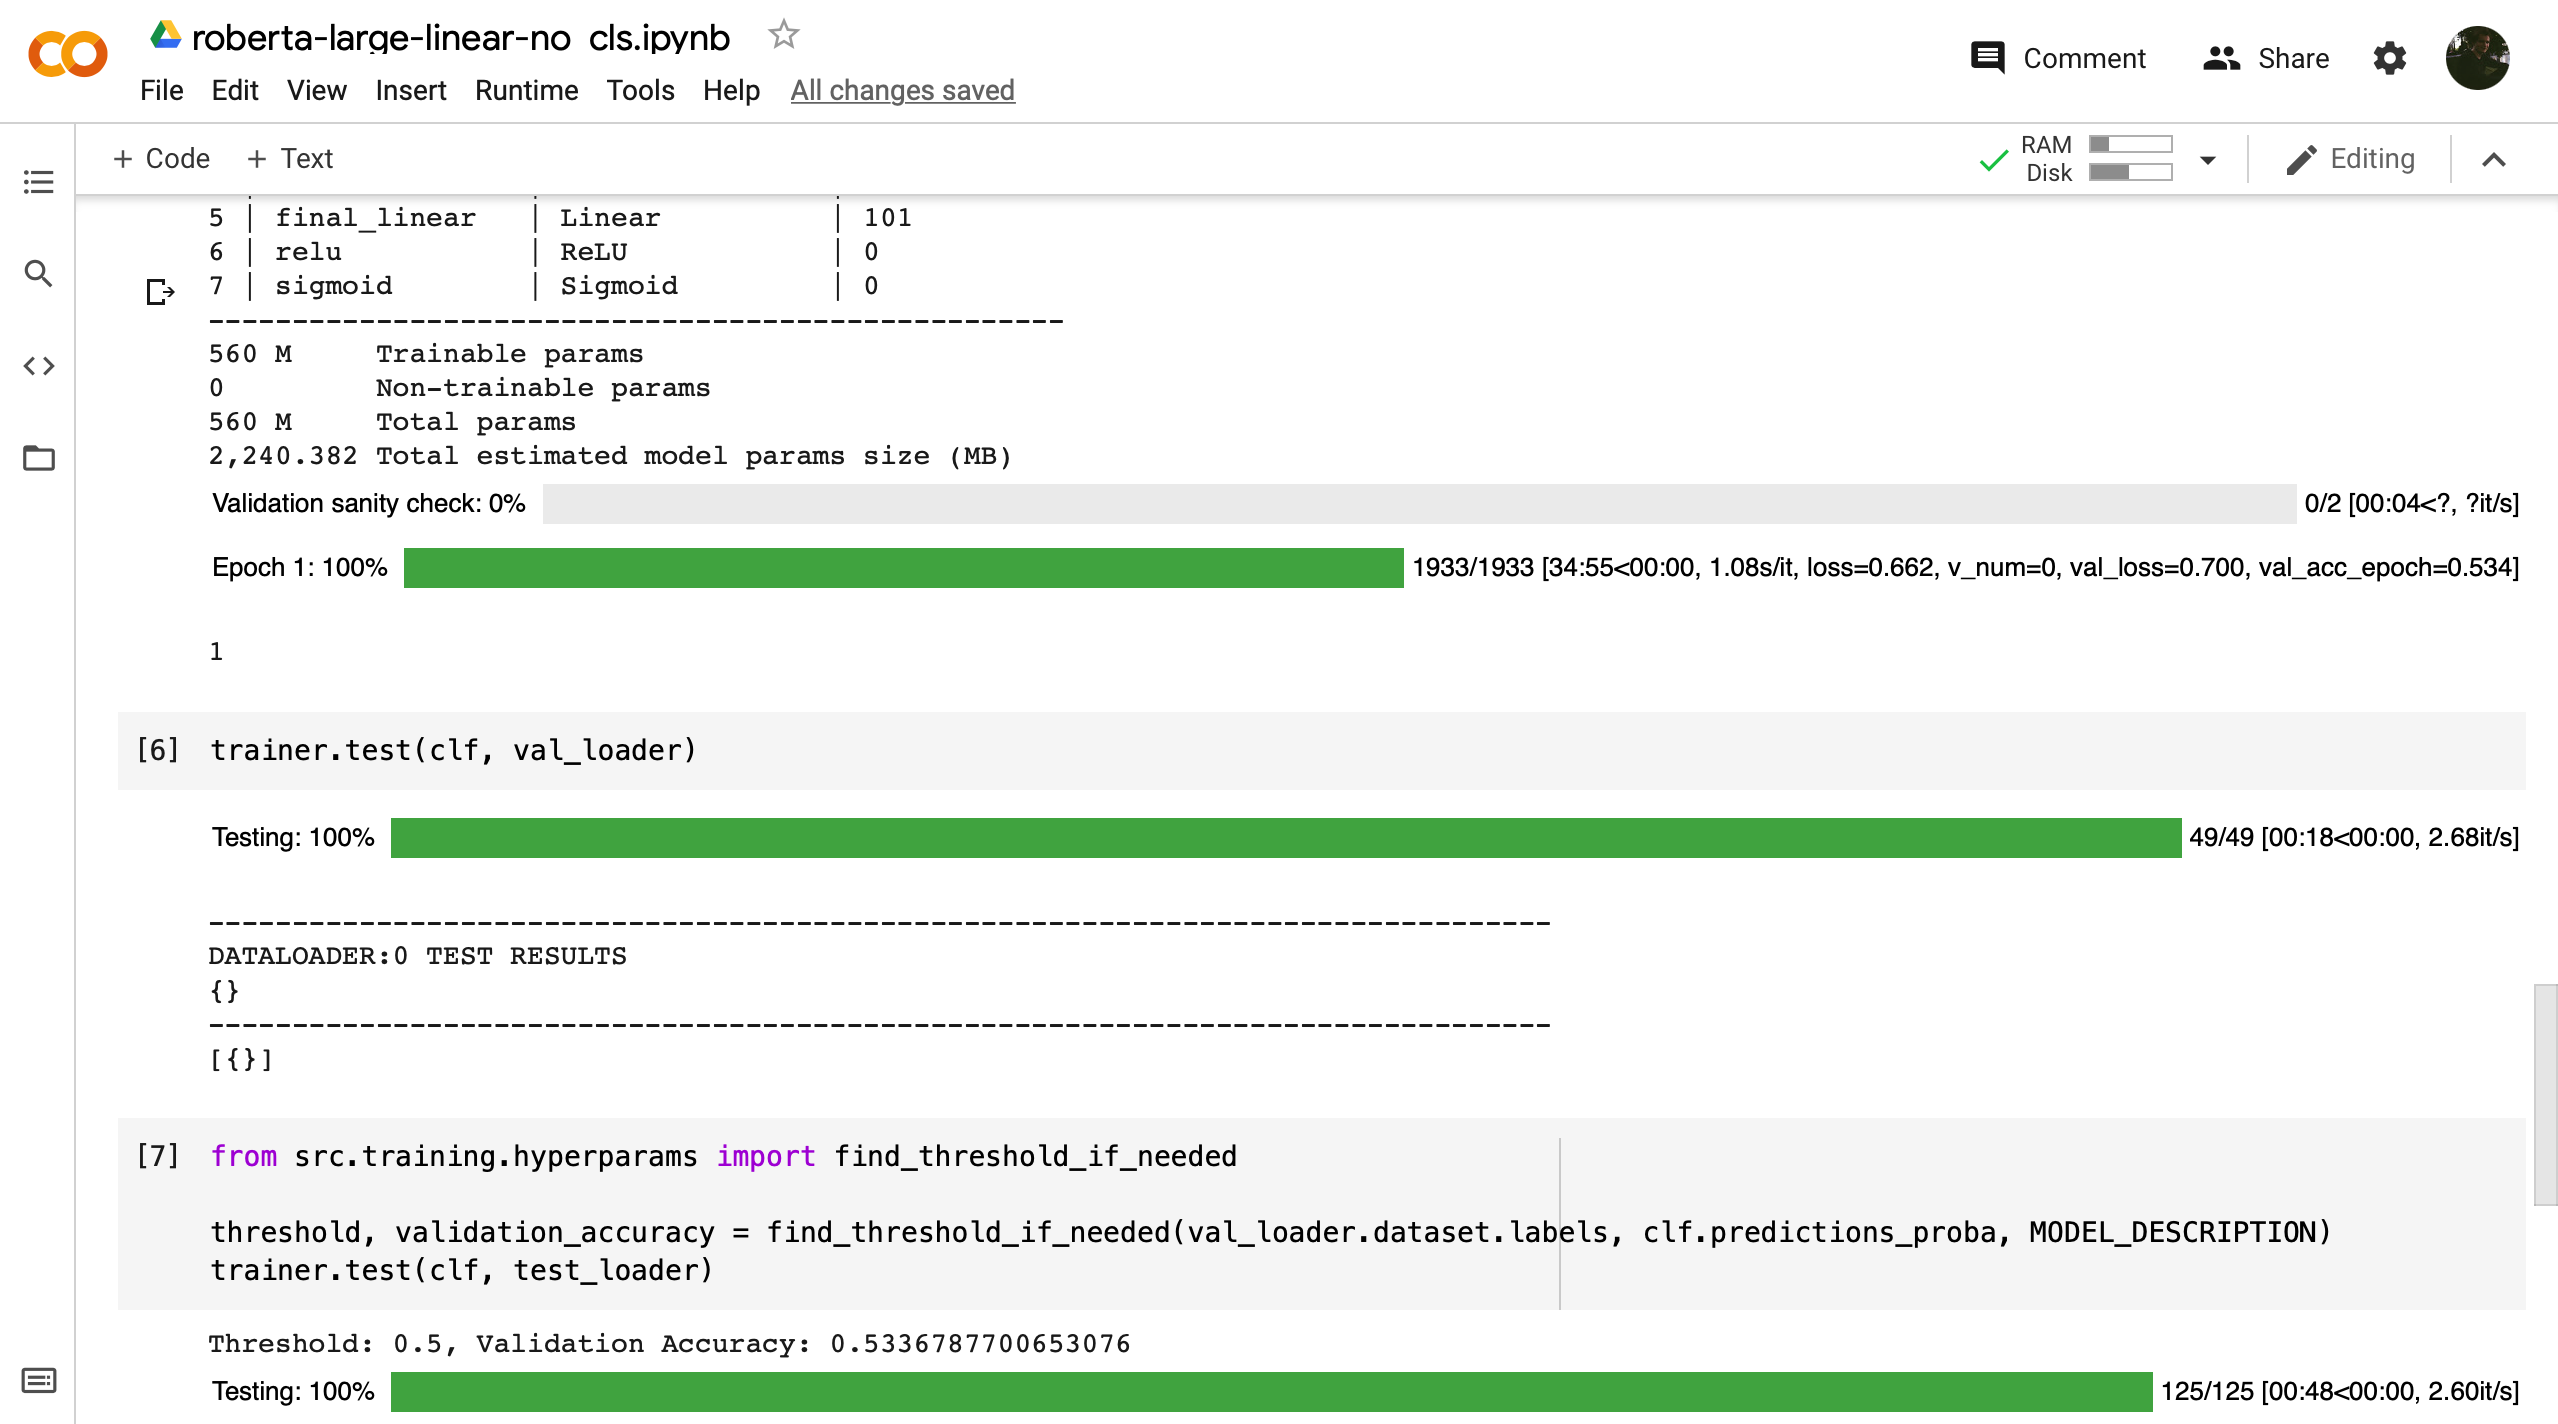 roberta-large-linear-no_cls.ipynb
File Edit View Insert Runtime Tools Help All changes saved
Comment Share
+ Code + Text
RAM
Disk
Editing
5 | final_linear | Linear | 101
6 | relu | ReLU | 0
7 | sigmoid | Sigmoid | 0
---------------------------------------------------
560 M Trainable params
0 Non-trainable params
560 M Total params
2,240.382 Total estimated model params size (MB)
Validation sanity check: 0% 0/2 [00:04<?, ?it/s]
Epoch 1: 100% 1933/1933 [34:55<00:00, 1.08s/it, loss=0.662, v_num=0, val_loss=0.700, val_acc_epoch=0.534]
1
[6] trainer.test(clf, val_loader)
Testing: 100% 49/49 [00:18<00:00, 2.68it/s]
--------------------------------------------------------------------------------
DATALOADER:0 TEST RESULTS
{}
--------------------------------------------------------------------------------
[{}]
[7] from src.training.hyperparams import find_threshold_if_needed
threshold, validation_accuracy = find_threshold_if_needed(val_loader.dataset.labels, clf.predictions_proba, MODEL_DESCRIPTION)
trainer.test(clf, test_loader)
Threshold: 0.5, Validation Accuracy: 0.5336787700653076
Testing: 100% 125/125 [00:48<00:00, 2.60it/s]